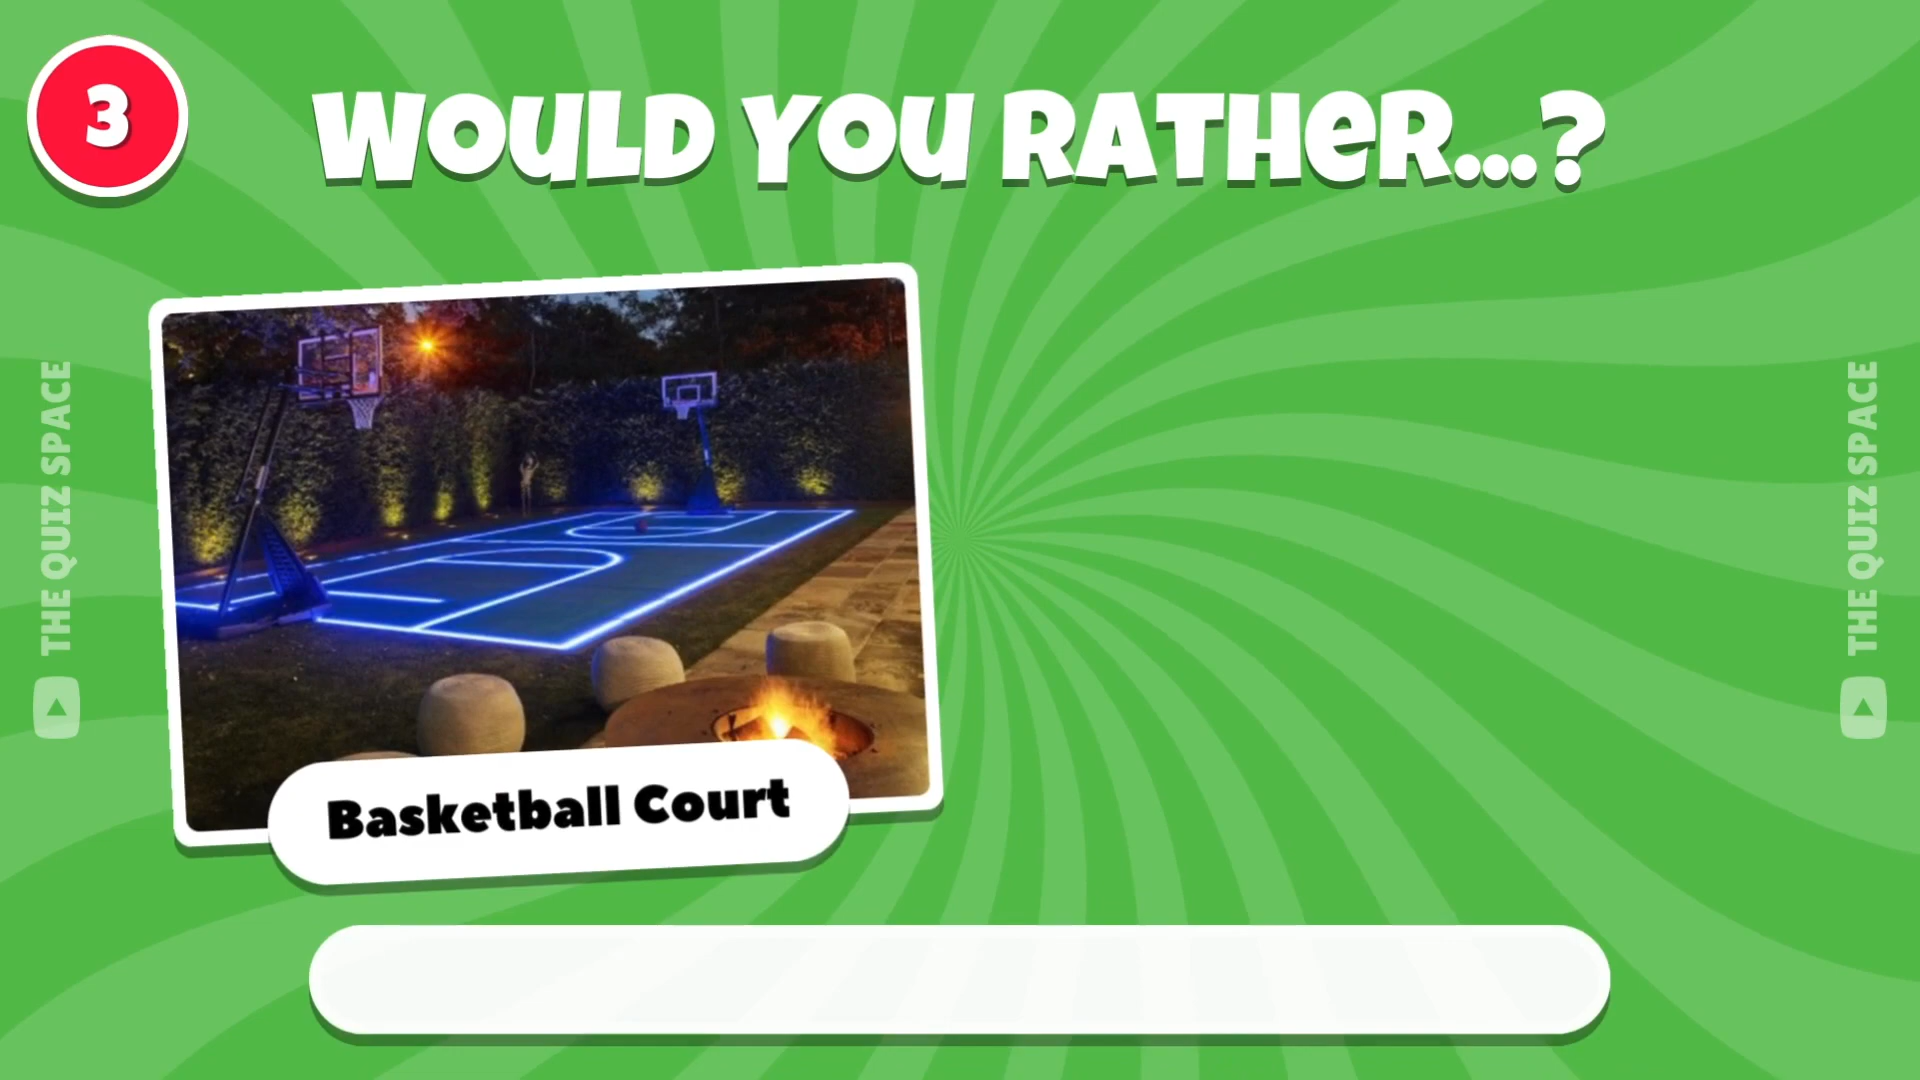 3
WOULD YOU RATHER...?
THE QUIZ SPACE
THE QUIZ SPACE
Basketball Court